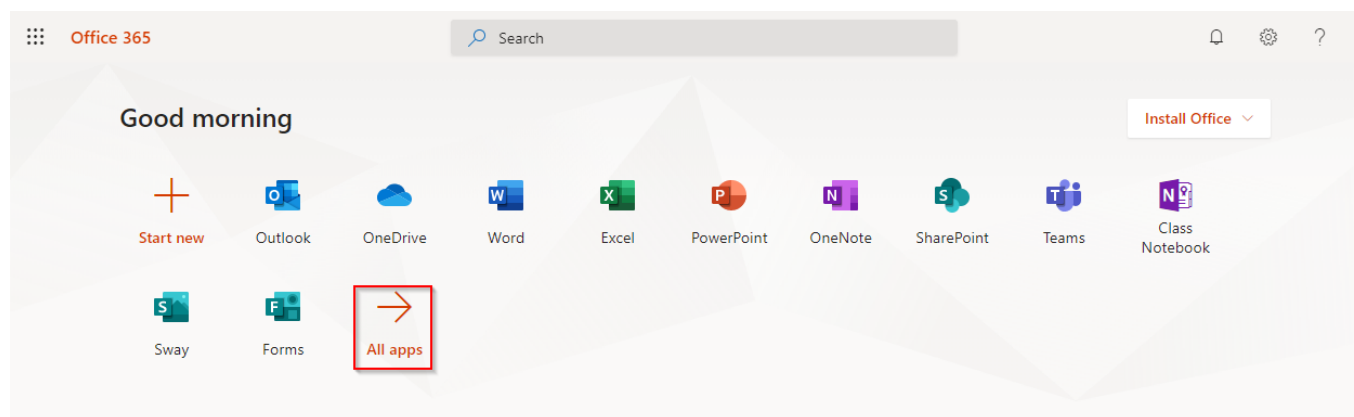 Office 365
Search
Good morning
Install Office
Start new
Outlook
OneDrive
Word
Excel
PowerPoint
OneNote
SharePoint
Teams
Class
Notebook
Sway
Forms
All apps